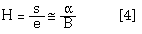 H = s/e ≅ α/B [4]